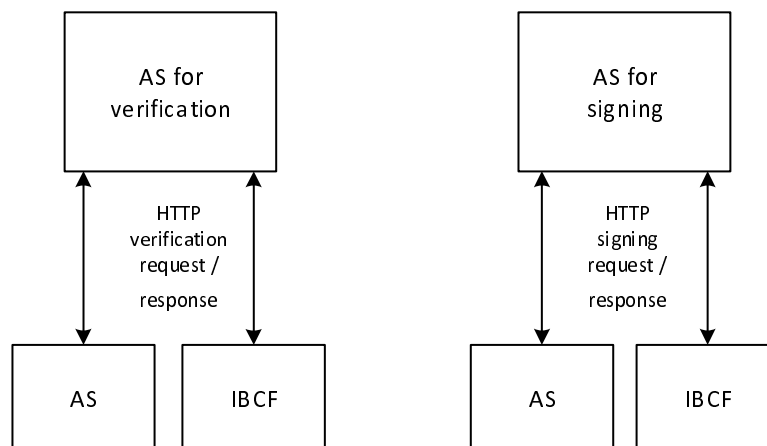 AS for
verification
AS for
signing
HTTP
verification
request /
response
HTTP
signing
request /
response
AS
IBCF
AS
IBCF